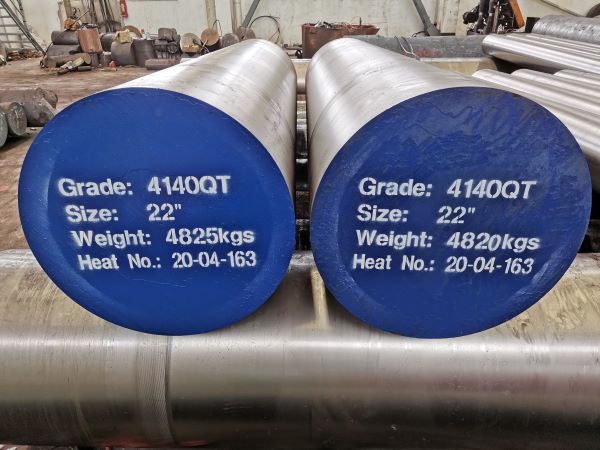 Grade: 4140QT
Size: 22"
Weight: 4825kgs
Heat No.: 20-04-163
Grade: 4140QT
Size: 22"
Weight: 4820kgs
Heat No.: 20-04-163